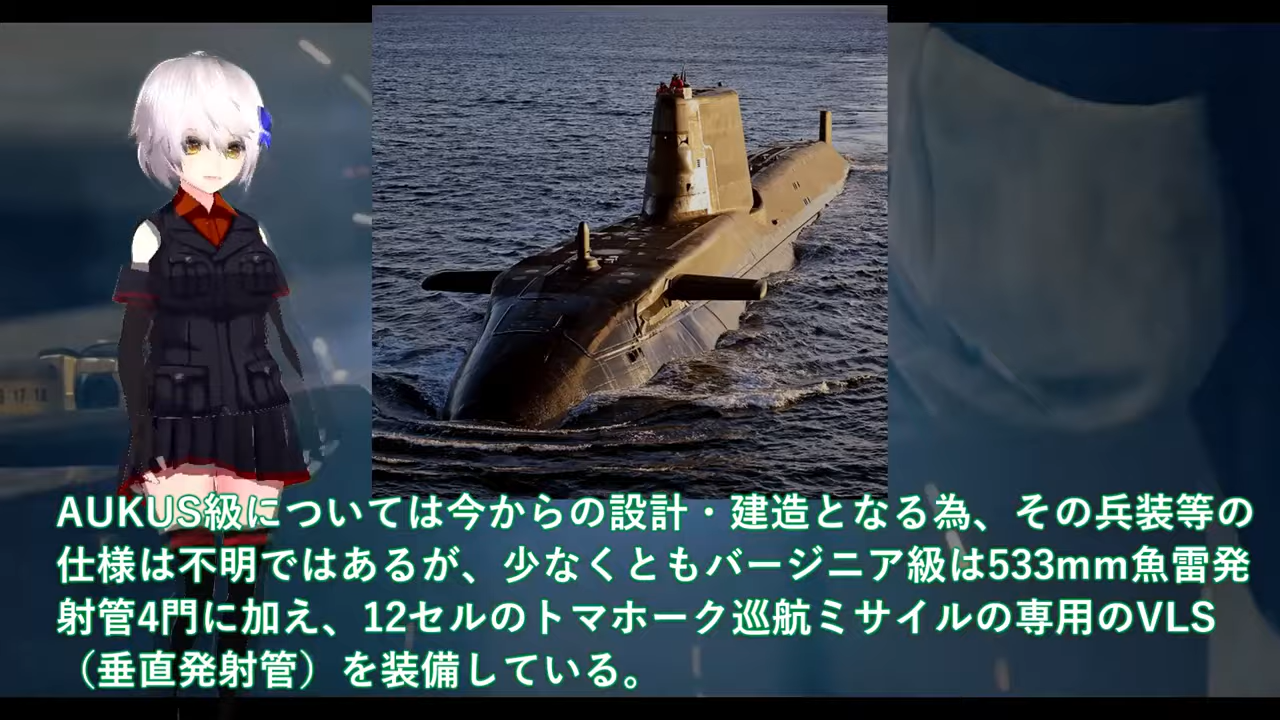 AUKUS級については今からの設計・建造となる為、その兵装等の
仕様は不明ではあるが、少なくともバージニア級は533mm魚雷発
射管4門に加え、12セルのトマホーク巡航ミサイルの専用のVLS
（垂直発射管）を装備している。